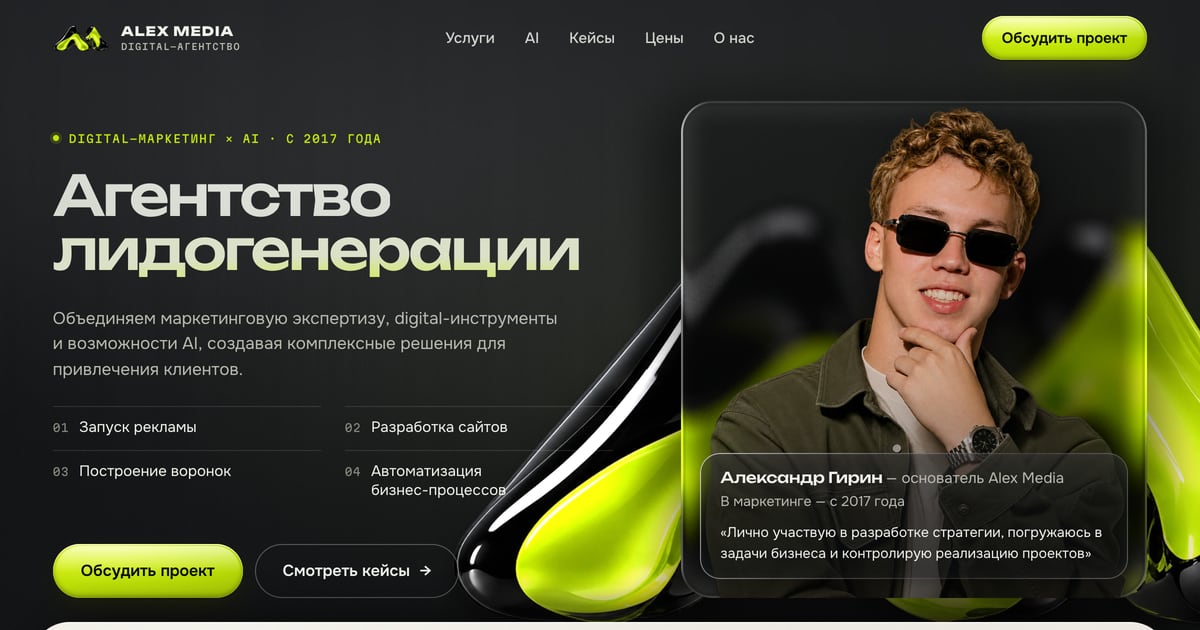 ALEX MEDIA
DIGITAL–АГЕНТСТВО
Услуги
AI
Кейсы
Цены
О нас
Обсудить проект
DIGITAL–МАРКЕТИНГ × AI · С 2017 ГОДА
Агентство
лидогенерации
Объединяем маркетинговую экспертизу, digital-инструменты
и возможности AI, создавая комплексные решения для
привлечения клиентов.
01 Запуск рекламы
02 Разработка сайтов
03 Построение воронок
04 Автоматизация
бизнес-процессов
Обсудить проект
Смотреть кейсы →
Александр Гирин — основатель Alex Media
В маркетинге — с 2017 года
«Лично участвую в разработке стратегии, погружаюсь в
задачи бизнеса и контролирую реализацию проектов»